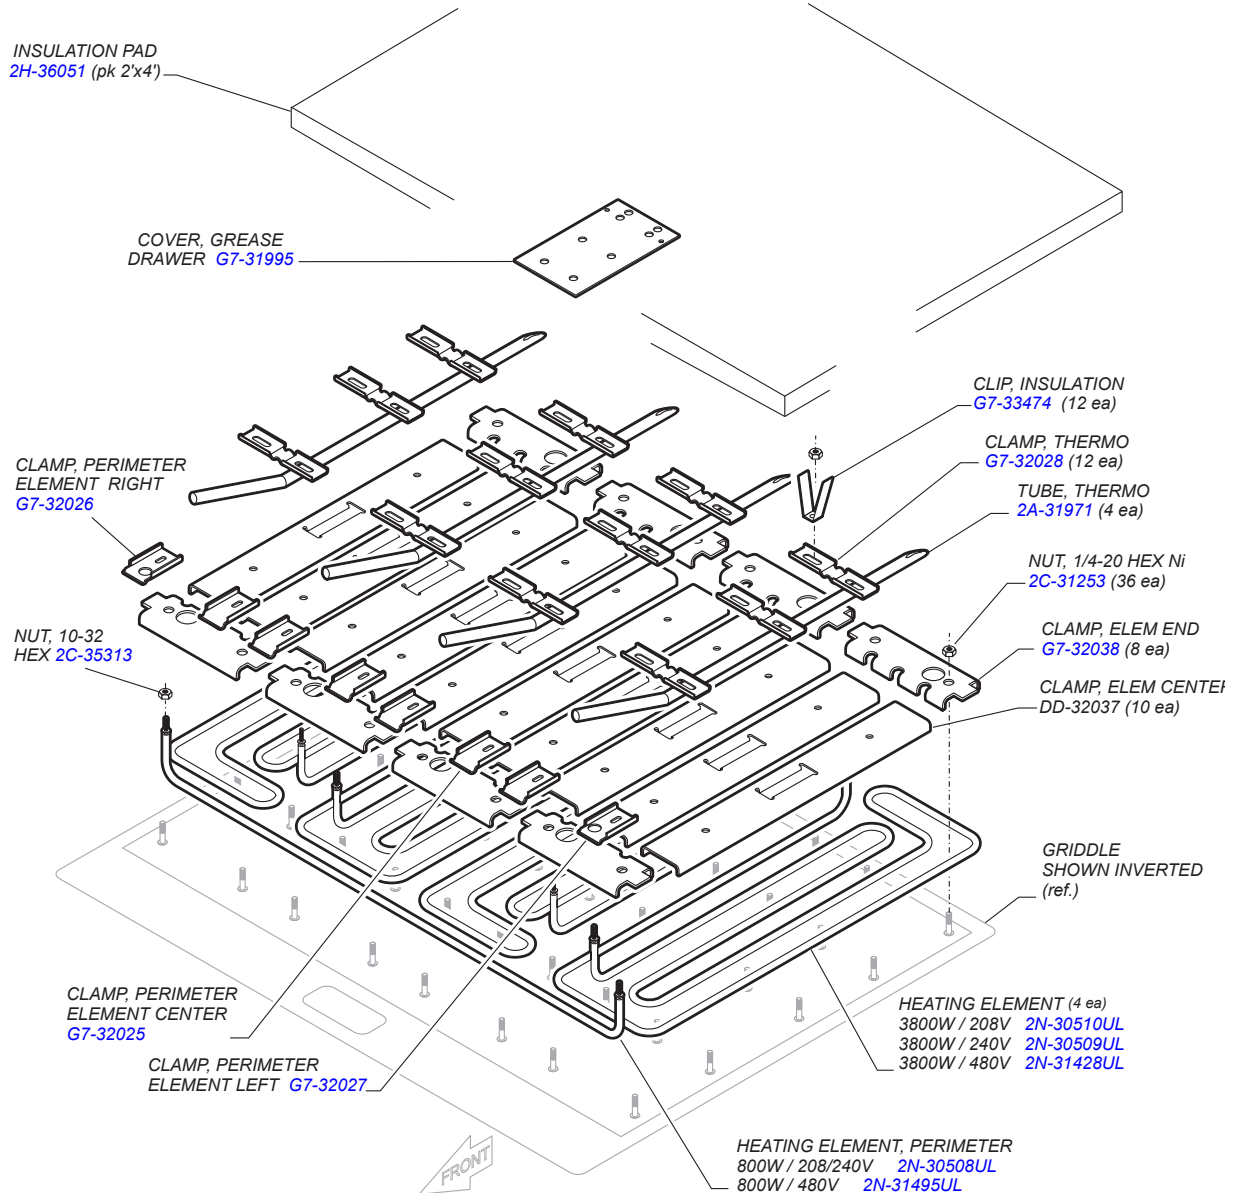 INSULATION PAD
2H-36051 (pk 2'x4')
COVER, GREASE
DRAWER G7-31995
CLIP, INSULATION
G7-33474 (12 ea)
CLAMP, THERMO
G7-32028 (12 ea)
TUBE, THERMO
2A-31971 (4 ea)
NUT, 1/4-20 HEX Ni
2C-31253 (36 ea)
CLAMP, ELEM END
G7-32038 (8 ea)
CLAMP, ELEM CENTER
DD-32037 (10 ea)
CLAMP, PERIMETER
ELEMENT RIGHT
G7-32026
NUT, 10-32
HEX 2C-35313
GRIDDLE
SHOWN INVERTED
(ref.)
CLAMP, PERIMETER
ELEMENT CENTER
G7-32025
CLAMP, PERIMETER
ELEMENT LEFT G7-32027
HEATING ELEMENT (4 ea)
3800W / 208V 2N-30510UL
3800W / 240V 2N-30509UL
3800W / 480V 2N-31428UL
FRONT
HEATING ELEMENT, PERIMETER
800W / 208/240V 2N-30508UL
800W / 480V 2N-31495UL